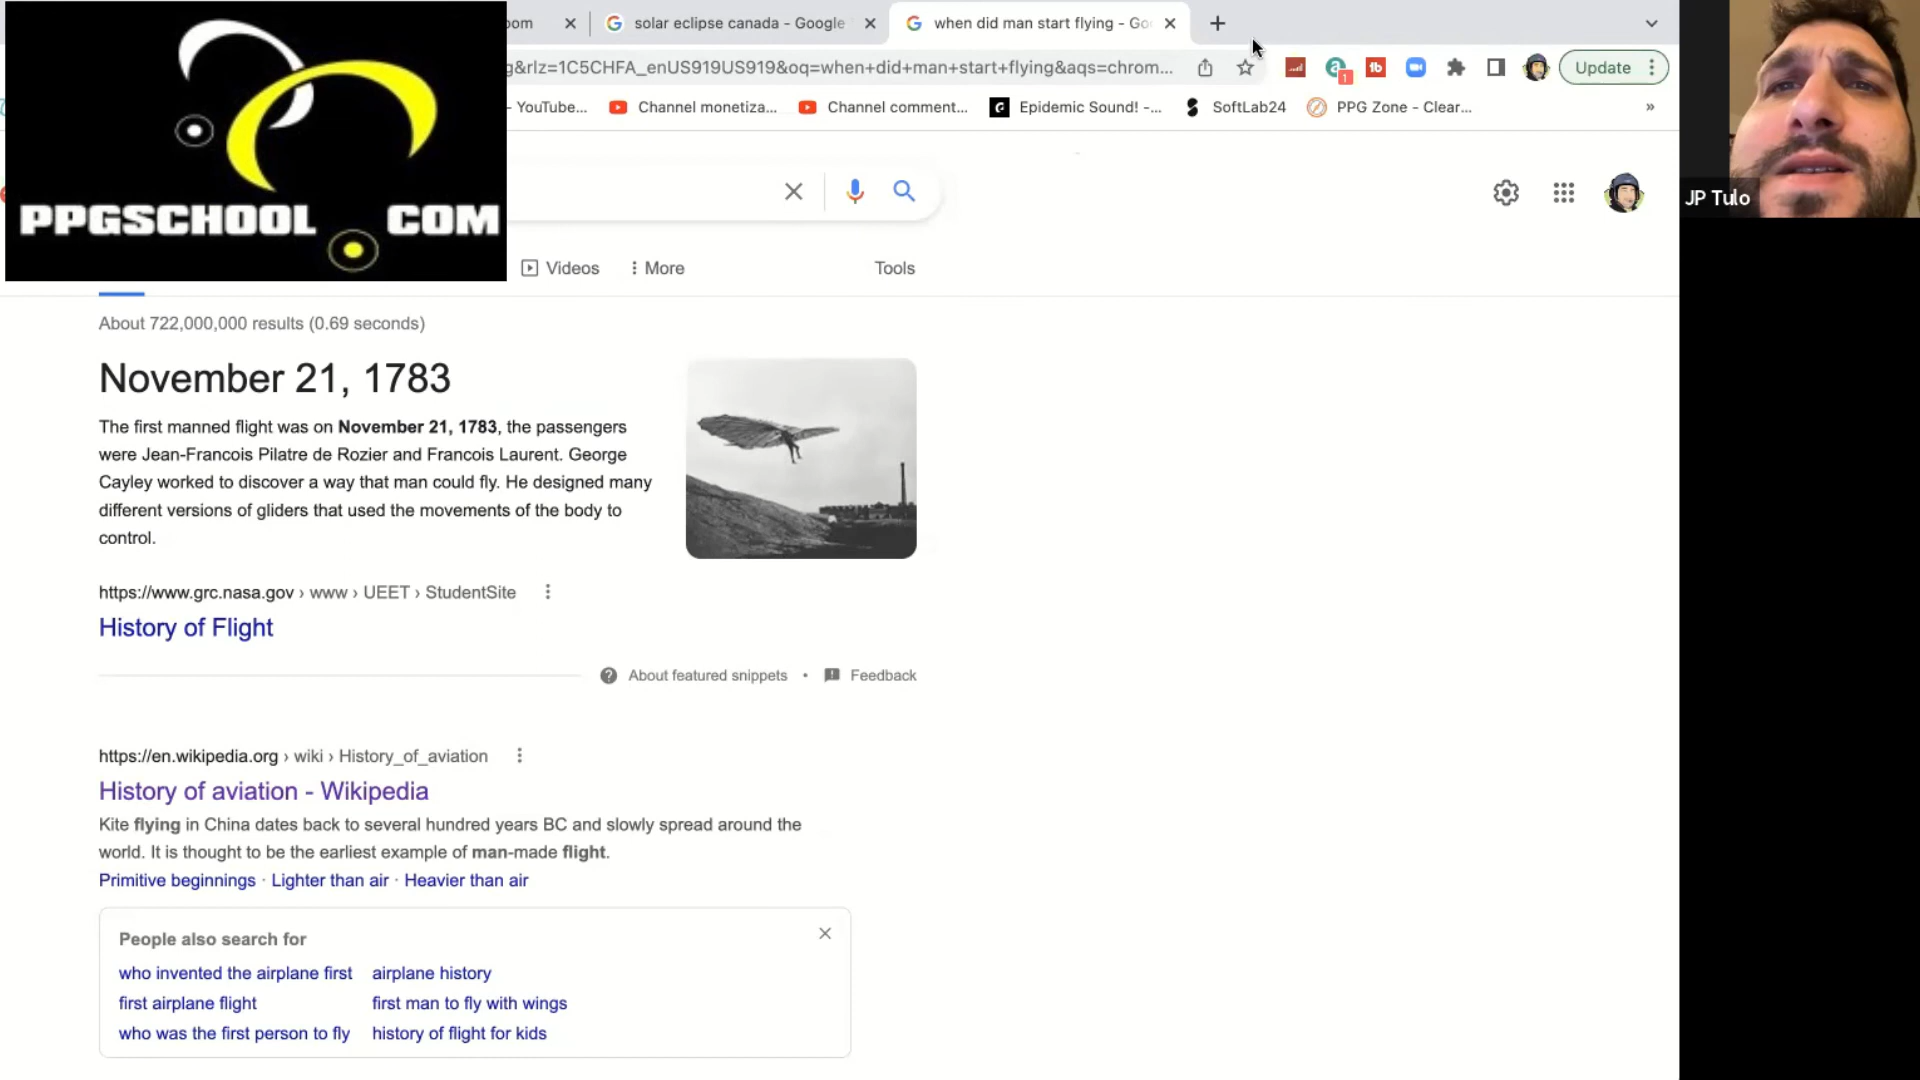 oom
solar eclipse canada - Google
when did man start flying - Go
g&rlz=1C5CHFA_enUS919US919&oq=when+did+man+start+flying&aqs=chrom...
1
tb
Update
- YouTube...
Channel monetiza...
Channel comment...
Epidemic Sound! -...
SoftLab24
PPG Zone - Clear...
»
PPGSCHOOL.COM
JP Tulo
Videos
More
Tools
About 722,000,000 results (0.69 seconds)
November 21, 1783
The first manned flight was on November 21, 1783, the passengers
were Jean-Francois Pilatre de Rozier and Francois Laurent. George
Cayley worked to discover a way that man could fly. He designed many
different versions of gliders that used the movements of the body to
control.
https://www.grc.nasa.gov › www › UEET › StudentSite
History of Flight
About featured snippets • Feedback
https://en.wikipedia.org › wiki › History_of_aviation
History of aviation - Wikipedia
Kite flying in China dates back to several hundred years BC and slowly spread around the
world. It is thought to be the earliest example of man-made flight.
Primitive beginnings · Lighter than air · Heavier than air
People also search for
who invented the airplane first
airplane history
first airplane flight
first man to fly with wings
who was the first person to fly
history of flight for kids